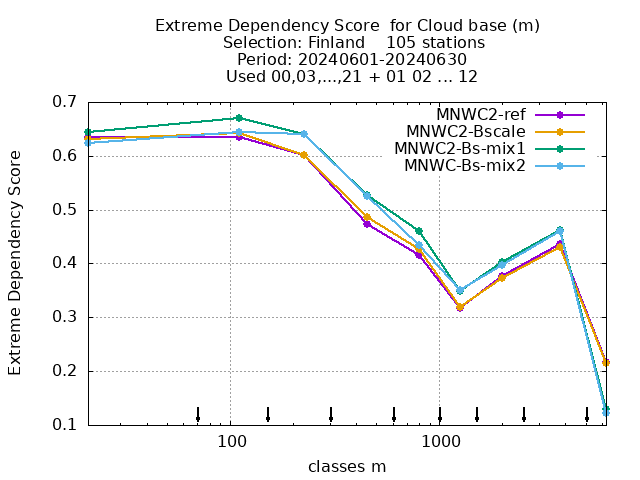 Extreme Dependency Score  for Cloud base (m)
Selection: Finland    105 stations
Period: 20240601-20240630
Used 00,03,...,21 + 01 02 ... 12
MNWC2-ref
MNWC2-Bscale
MNWC2-Bs-mix1
MNWC-Bs-mix2
Extreme Dependency Score
0.7
0.6
0.5
0.4
0.3
0.2
0.1
100
1000
classes m